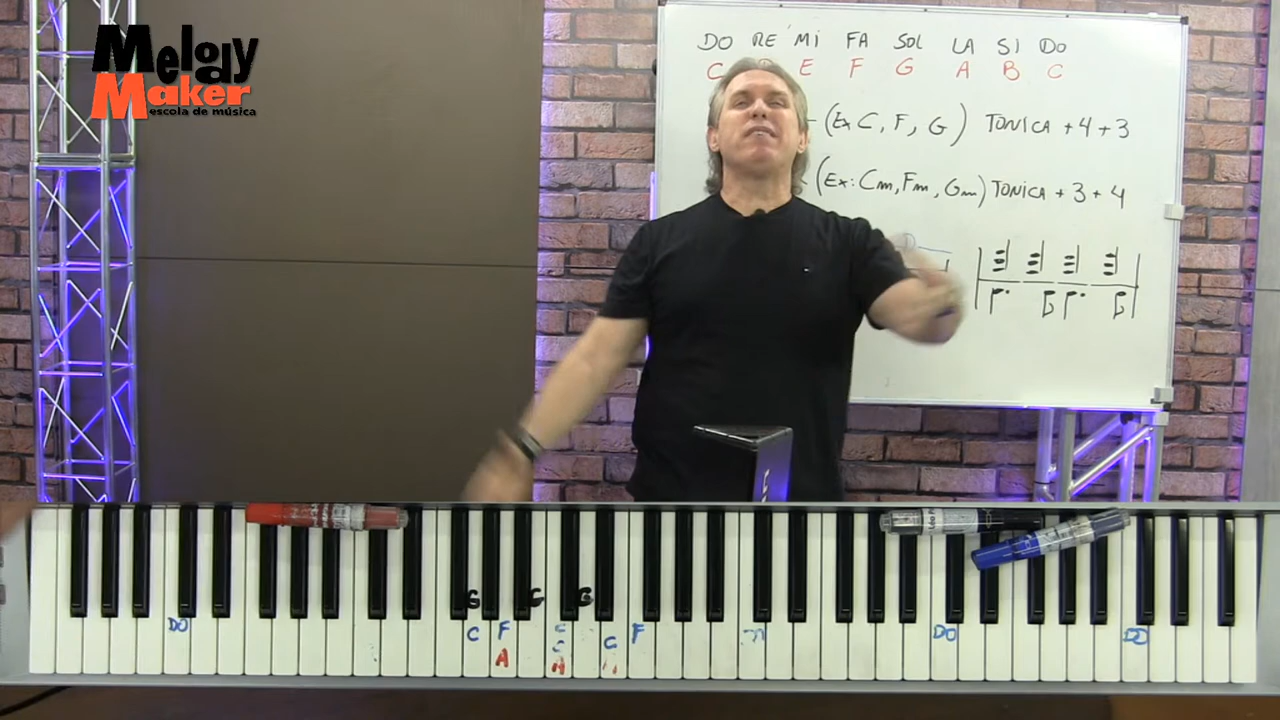 Melody
Maker
escola de música
DO RE MI FA SOL LA SI DO
C E F G A B C
(Ex C, F, G) TONICA + 4 + 3
(Ex: Cm, Fm, Gm) TONICA + 3 + 4
G G G
DO C F C F DO DO
A